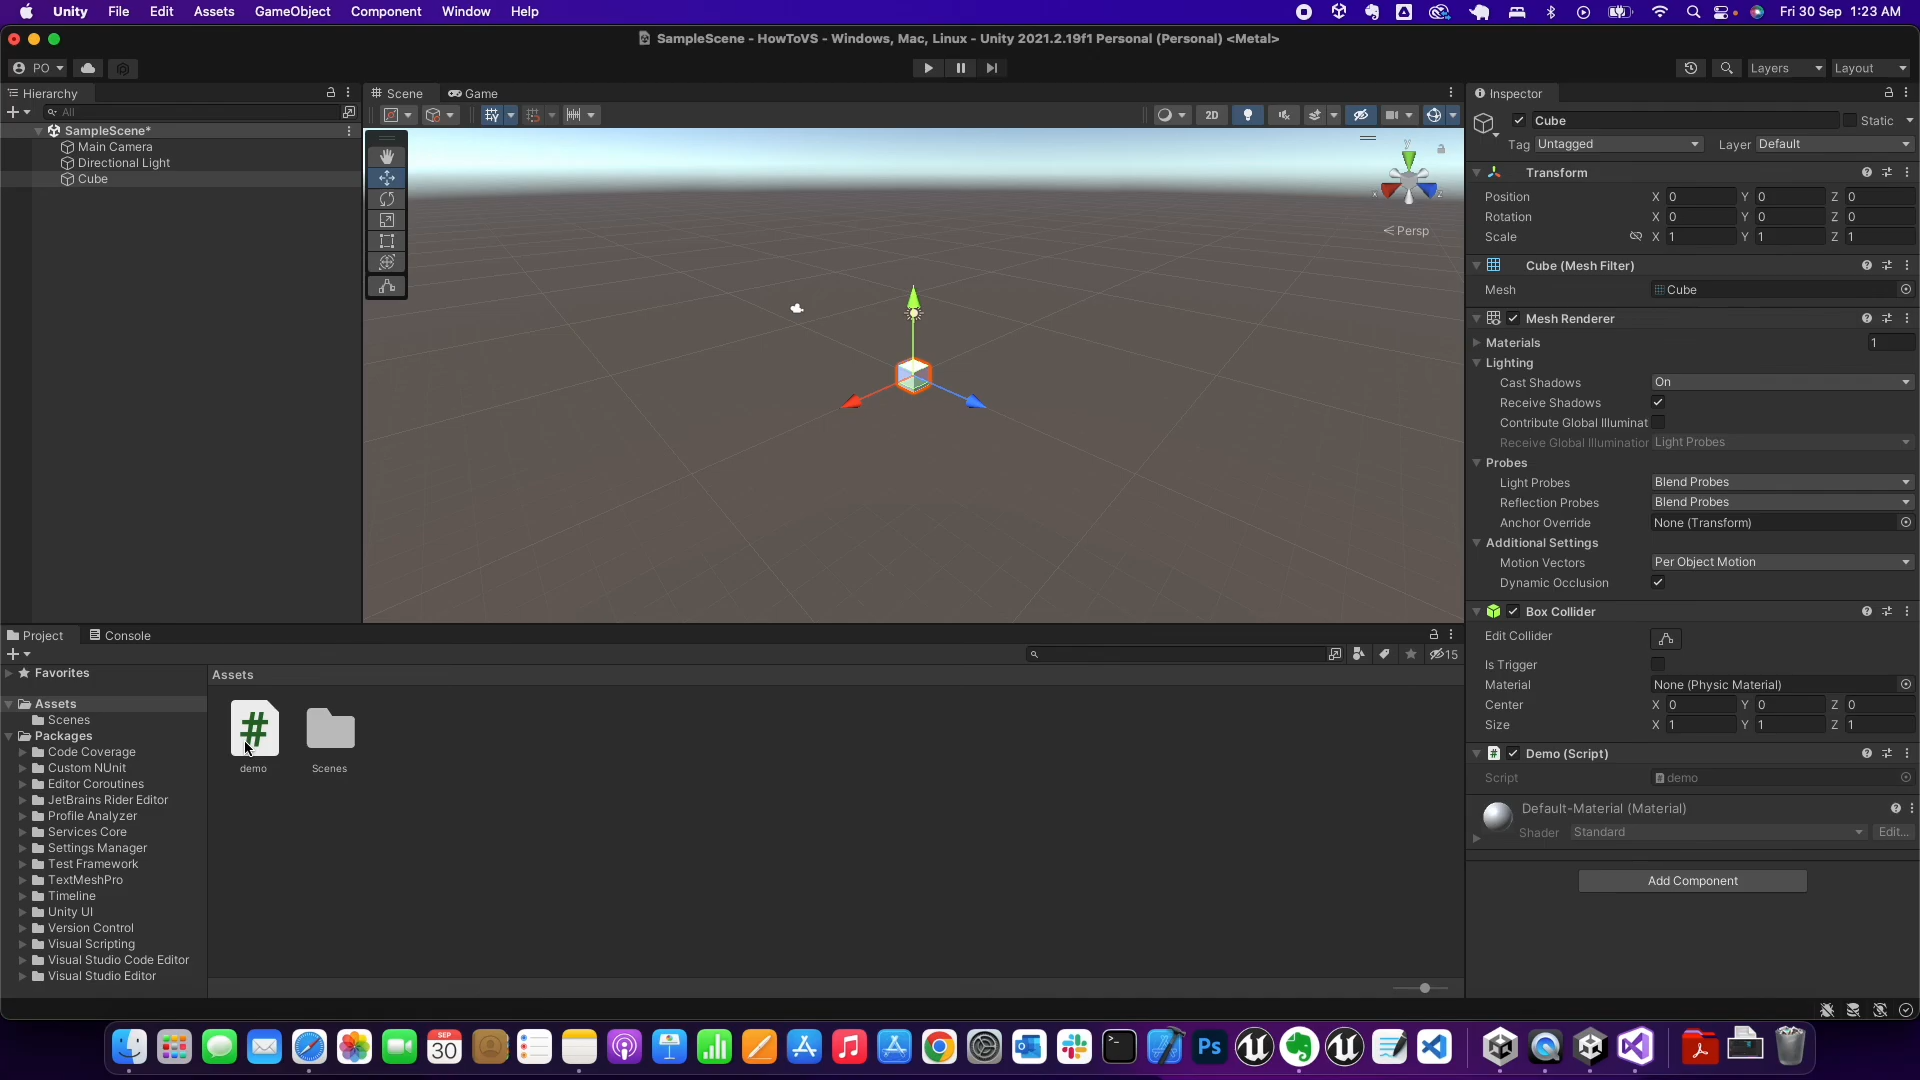 Unity File Edit Assets GameObject Component Window Help Fri 30 Sep 1:23 AM
SampleScene - HowToVS - Windows, Mac, Linux - Unity 2021.2.19f1 Personal (Personal) <Metal>
PO Layers Layout
Hierarchy
All
SampleScene*
Main Camera
Directional Light
Cube
Scene Game
2D
y
x
Persp
Inspector
Cube Static
Tag Untagged Layer Default
Transform
Position X 0 Y 0 Z 0
Rotation X 0 Y 0 Z 0
Scale X 1 Y 1 Z 1
Cube (Mesh Filter)
Mesh Cube
Mesh Renderer
Materials 1
Lighting
Cast Shadows On
Receive Shadows
Contribute Global Illuminat
Receive Global Illumination Light Probes
Probes
Light Probes Blend Probes
Reflection Probes Blend Probes
Anchor Override None (Transform)
Additional Settings
Motion Vectors Per Object Motion
Dynamic Occlusion
Box Collider
Edit Collider
Is Trigger
Material None (Physic Material)
Center X 0 Y 0 Z 0
Size X 1 Y 1 Z 1
Demo (Script)
Script demo
Default-Material (Material)
Shader Standard Edit...
Add Component
Project Console
15
Favorites
Assets
Scenes
Packages
Code Coverage
Custom NUnit
Editor Coroutines
JetBrains Rider Editor
Profile Analyzer
Services Core
Settings Manager
Test Framework
TextMeshPro
Timeline
Unity UI
Version Control
Visual Scripting
Visual Studio Code Editor
Visual Studio Editor
Assets
#
demo Scenes
SEP
30
Ps